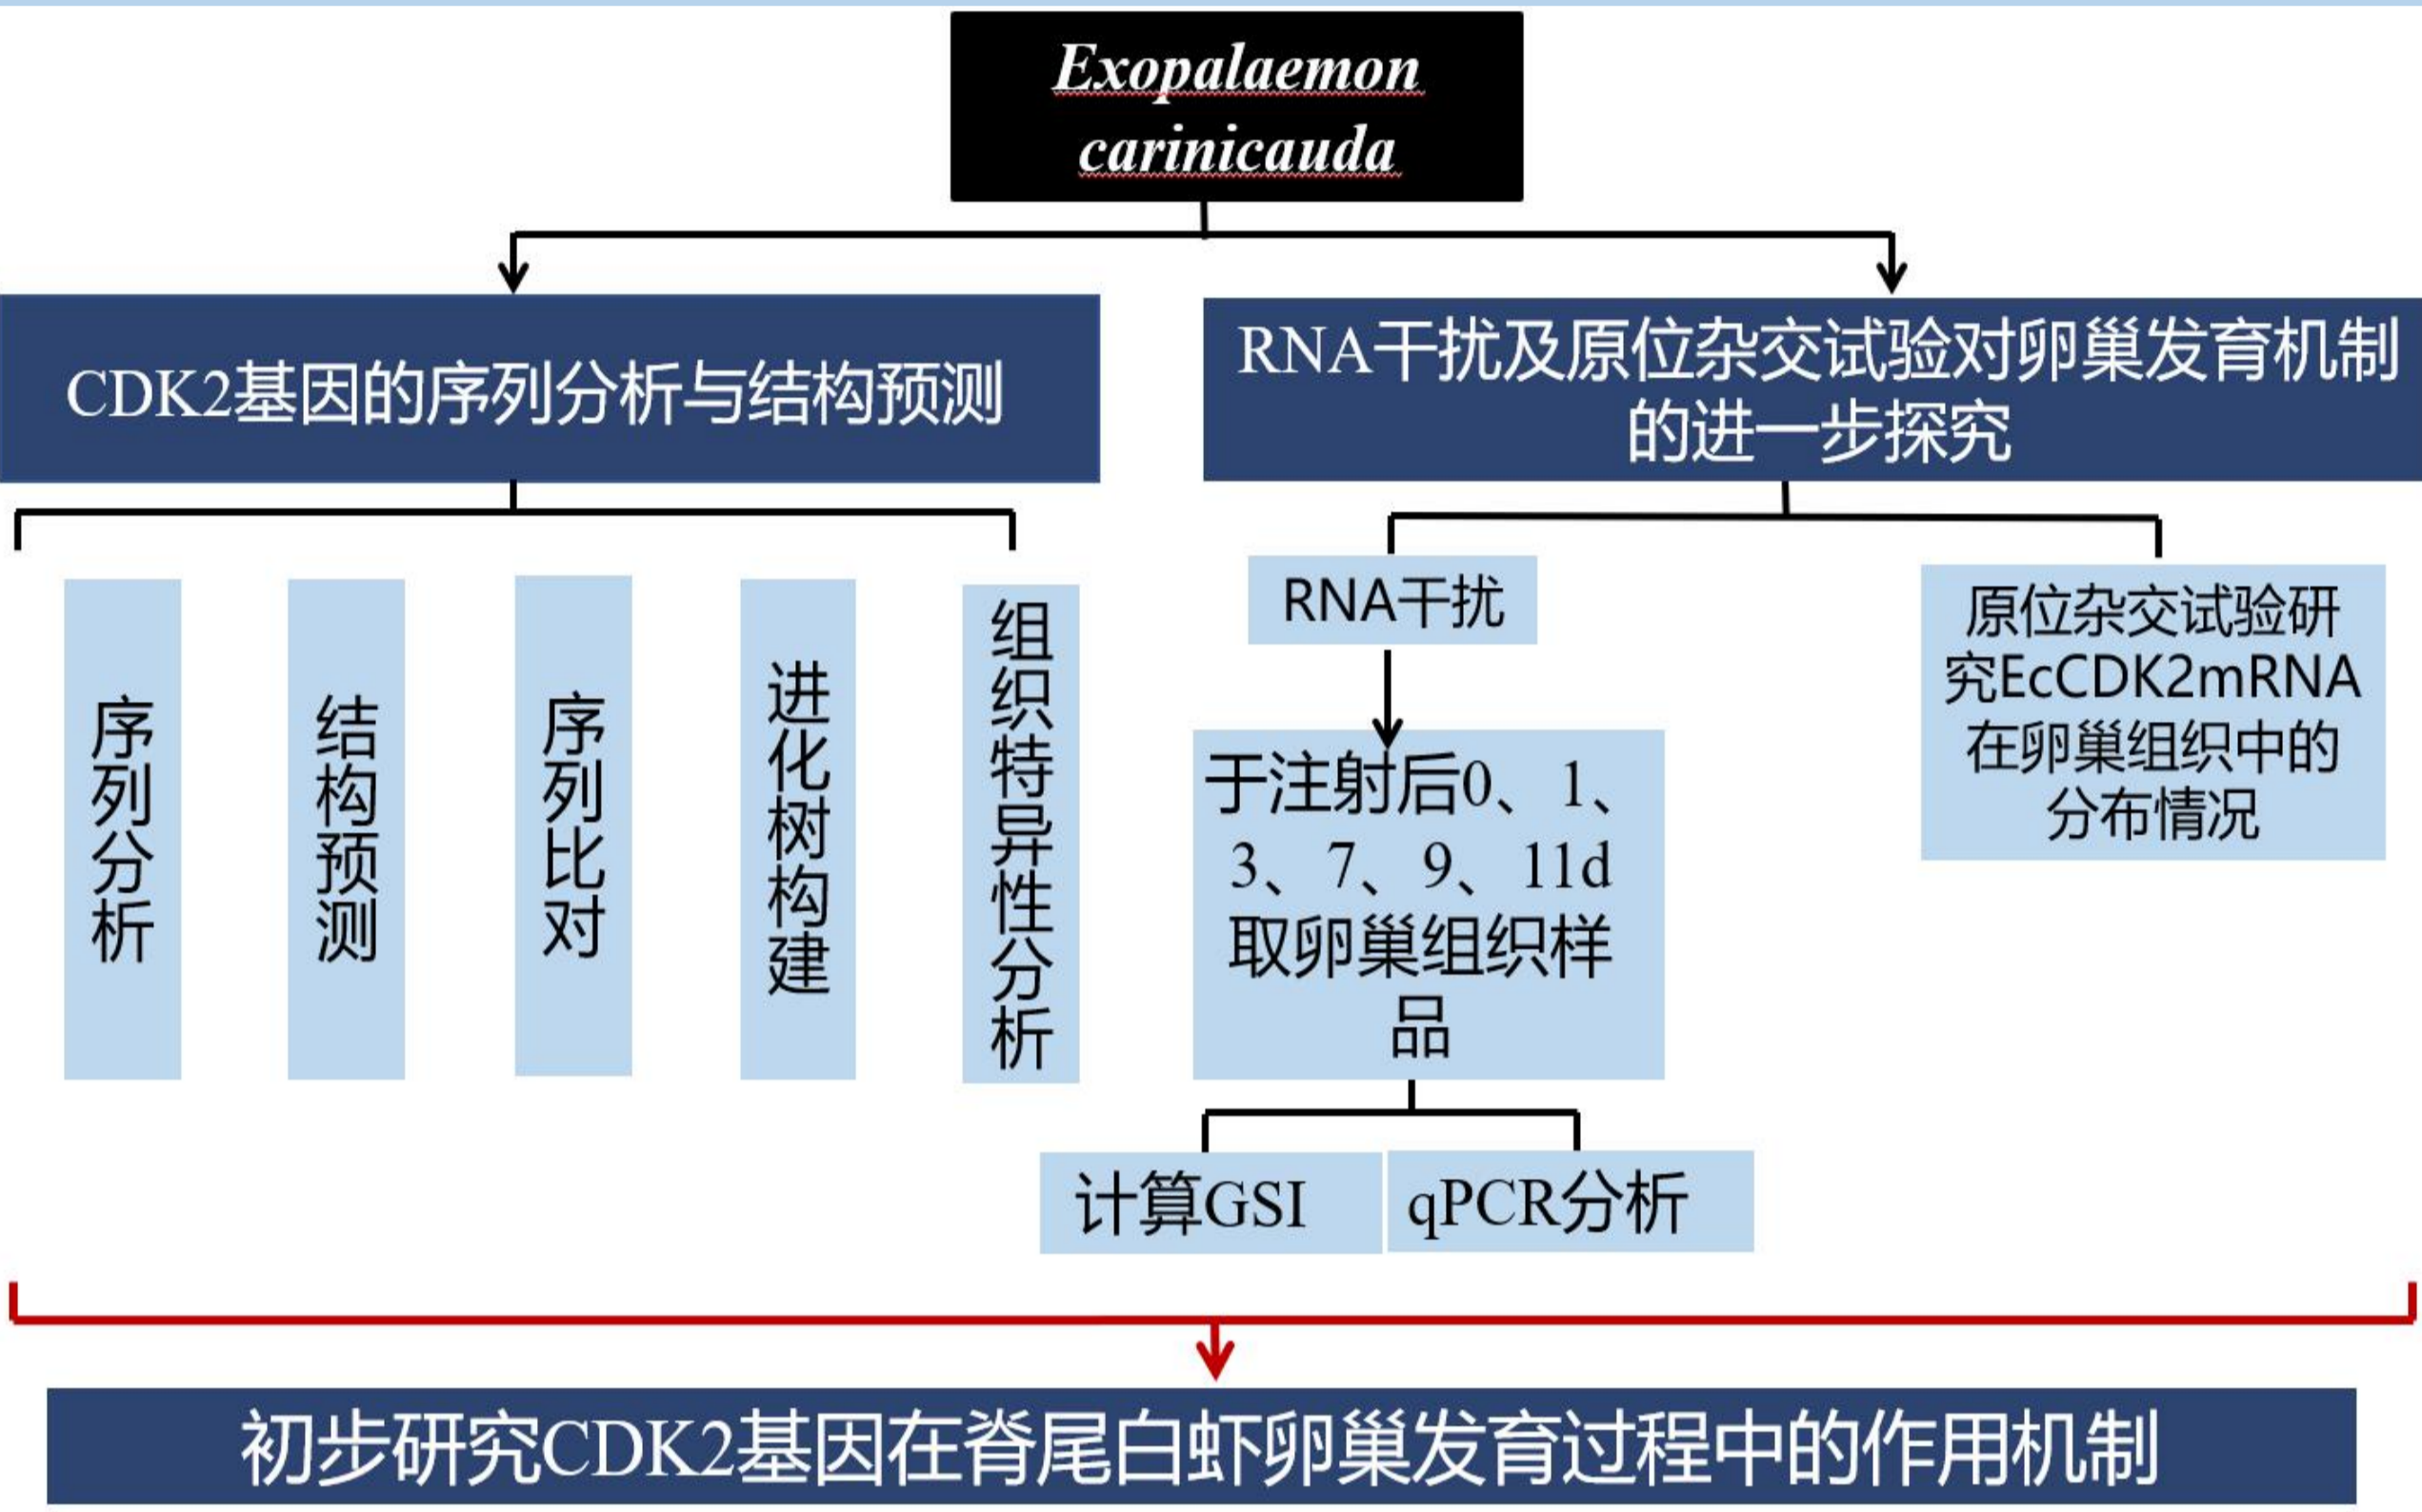 Exopalaemon
carinicauda
CDK2基因的序列分析与结构预测
RNA干扰及原位杂交试验对卵巢发育机制
的进一步探究
序列分析
结构预测
序列比对
进化树构建
组织特异性分析
RNA干扰
于注射后0、1、
3、7、9、11d
取卵巢组织样
品
计算GSI
qPCR分析
原位杂交试验研
究EcCDK2mRNA
在卵巢组织中的
分布情况
初步研究CDK2基因在脊尾白虾卵巢发育过程中的作用机制